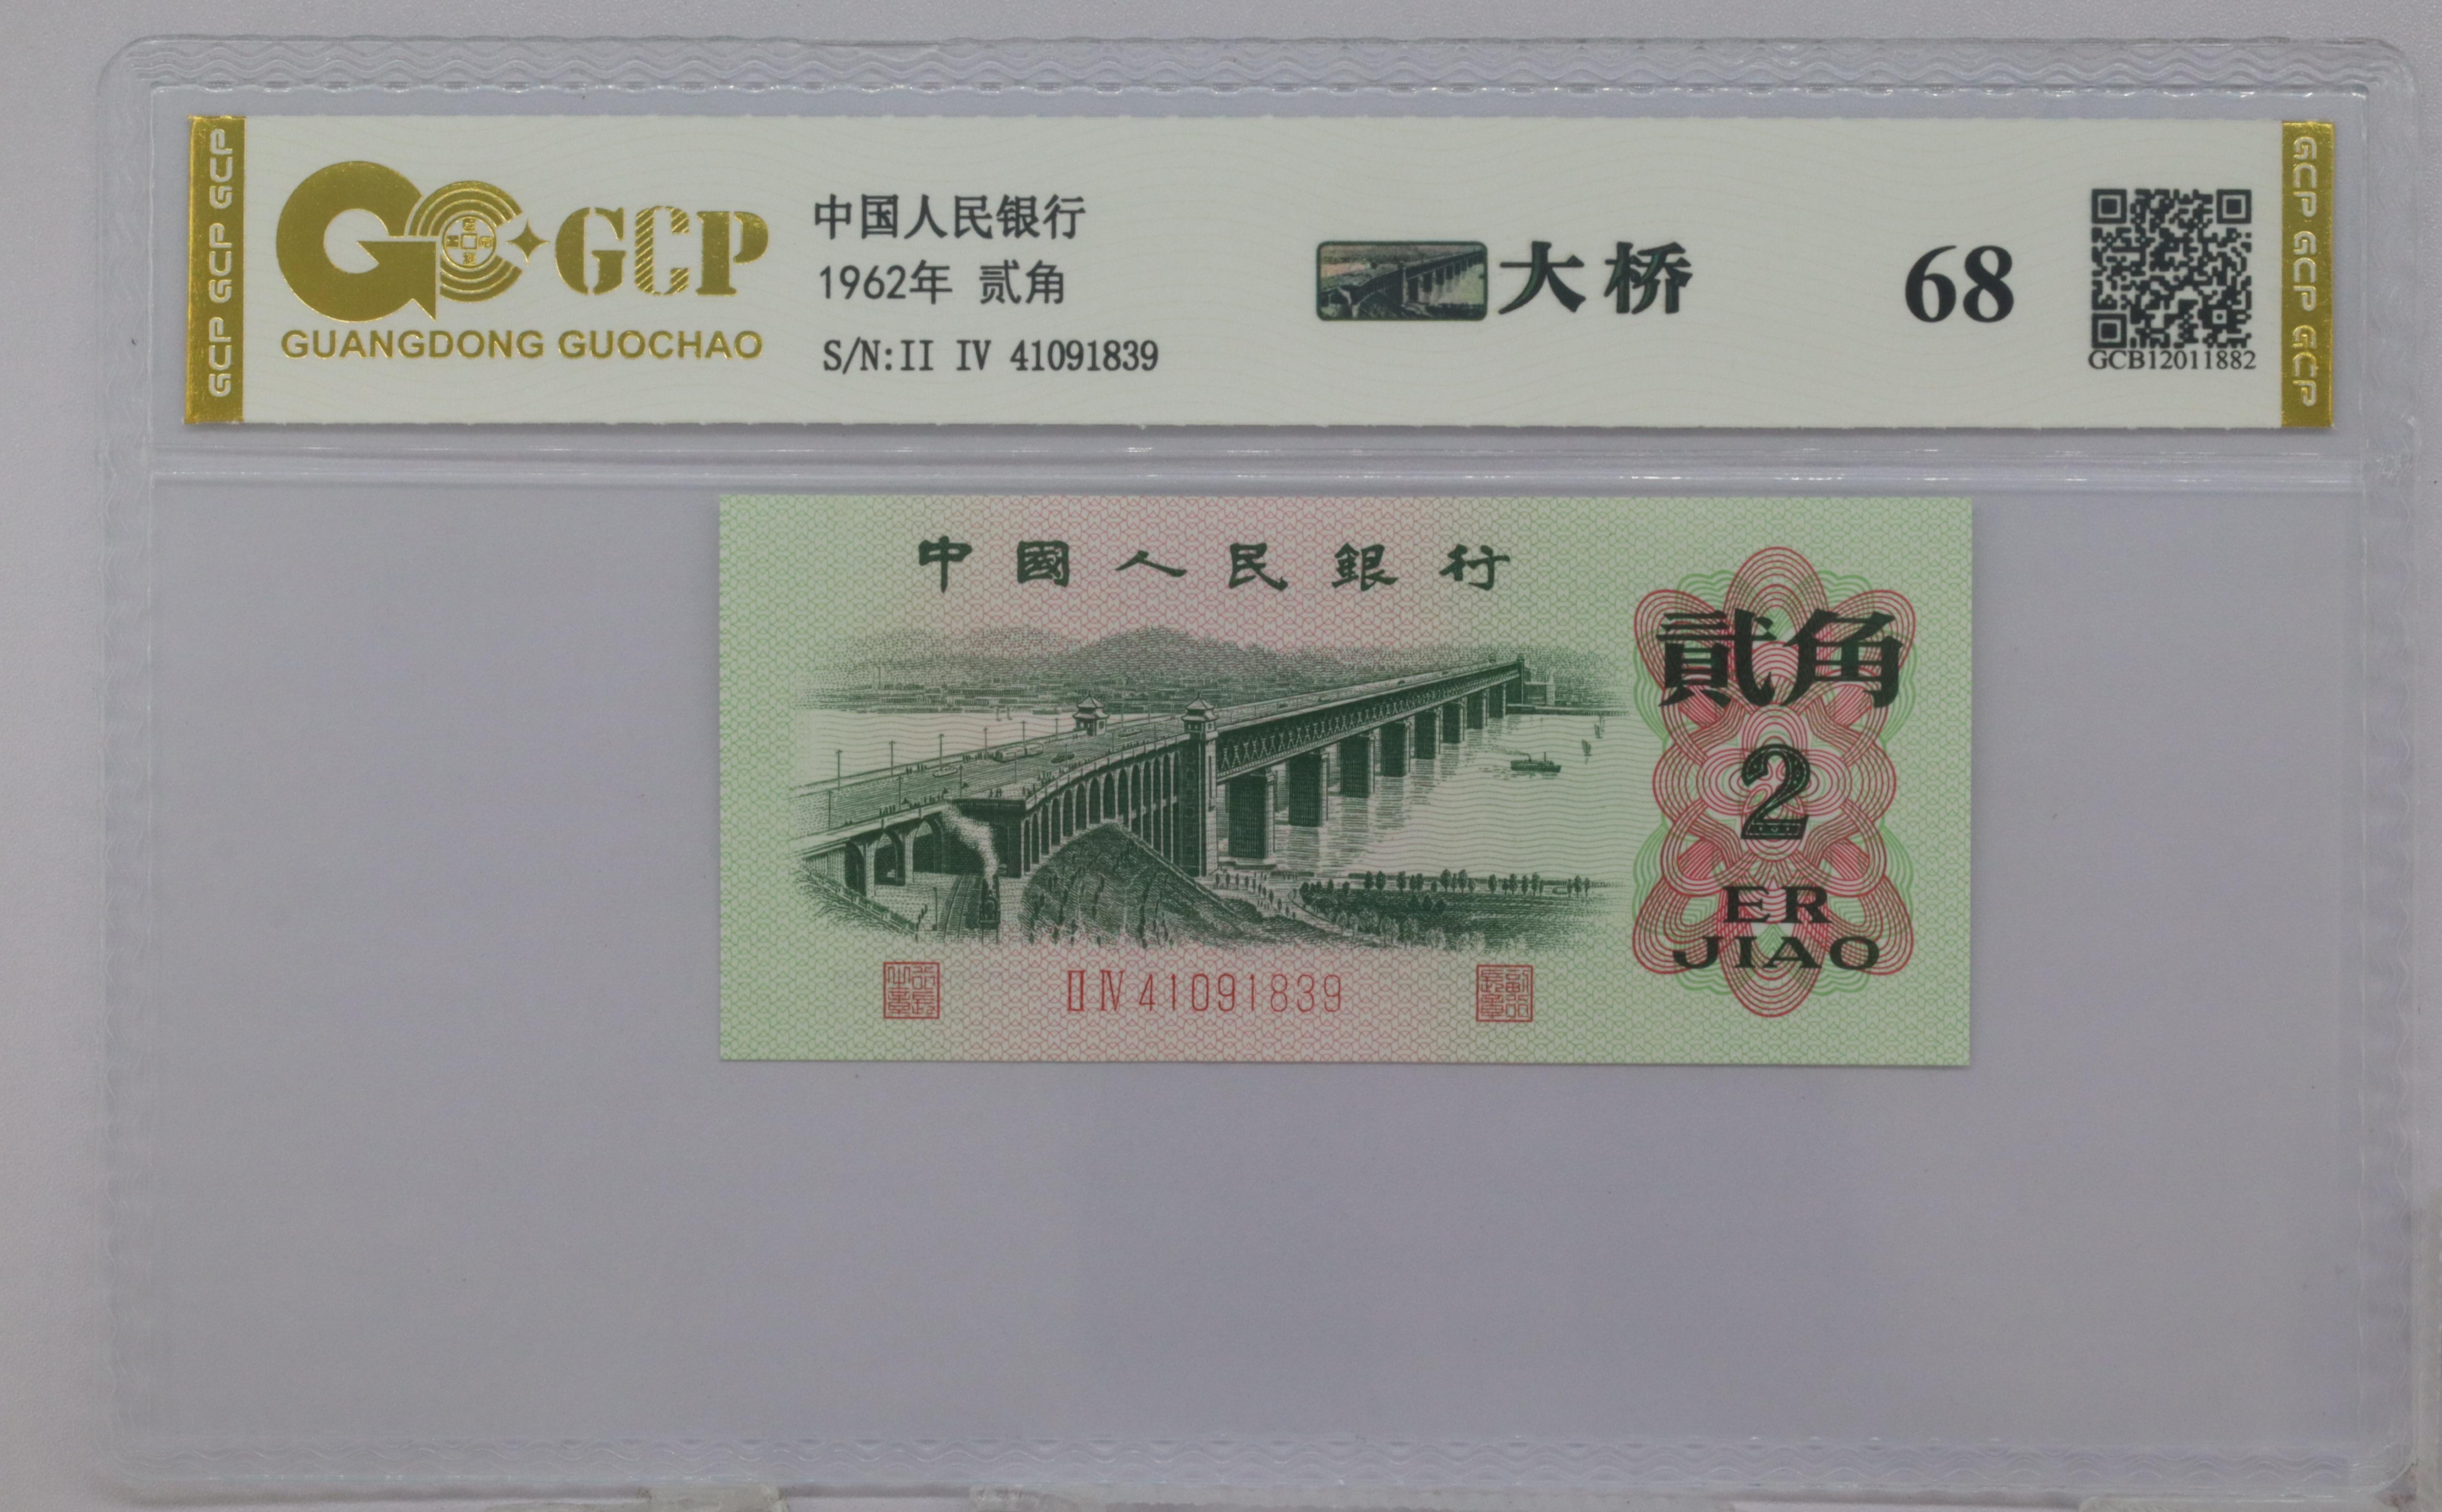 GCP GCP GCP
GCP
GUANGDONG GUOCHAO
中国人民银行
1962年 贰角
S/N:II IV 41091839
大桥
68
GCB12011882
GCP GCP GCP
中國人民銀行
貳角
2
ER
JIAO
II IV 41091839